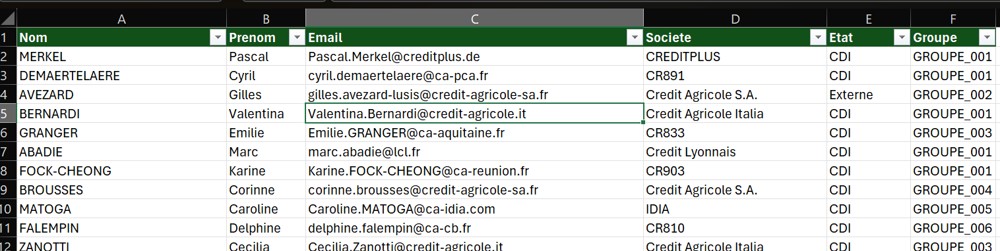 A B C D E F
1 Nom Prenom Email Societe Etat Groupe
2 MERKEL Pascal Pascal.Merkel@creditplus.de CREDITPLUS CDI GROUPE_001
3 DEMAERTELAERE Cyril cyril.demaertelaere@ca-pca.fr CR891 CDI GROUPE_001
4 AVEZARD Gilles gilles.avezard-lusis@credit-agricole-sa.fr Credit Agricole S.A. Externe GROUPE_002
5 BERNARDI Valentina Valentina.Bernardi@credit-agricole.it Credit Agricole Italia CDI GROUPE_001
6 GRANGER Emilie Emilie.GRANGER@ca-aquitaine.fr CR833 CDI GROUPE_003
7 ABADIE Marc marc.abadie@lcl.fr Credit Lyonnais CDI GROUPE_001
8 FOCK-CHEONG Karine Karine.FOCK-CHEONG@ca-reunion.fr CR903 CDI GROUPE_001
9 BROUSSES Corinne corinne.brousses@credit-agricole-sa.fr Credit Agricole S.A. CDI GROUPE_004
10 MATOGA Caroline Caroline.MATOGA@ca-idia.com IDIA CDI GROUPE_005
11 FALEMPIN Delphine delphine.falempin@ca-cb.fr CR810 CDI GROUPE_006
12 ZANOTTI Cecilia Cecilia.Zanotti@credit-agricole.it Credit Agricole Italia CDI GROUPE_003